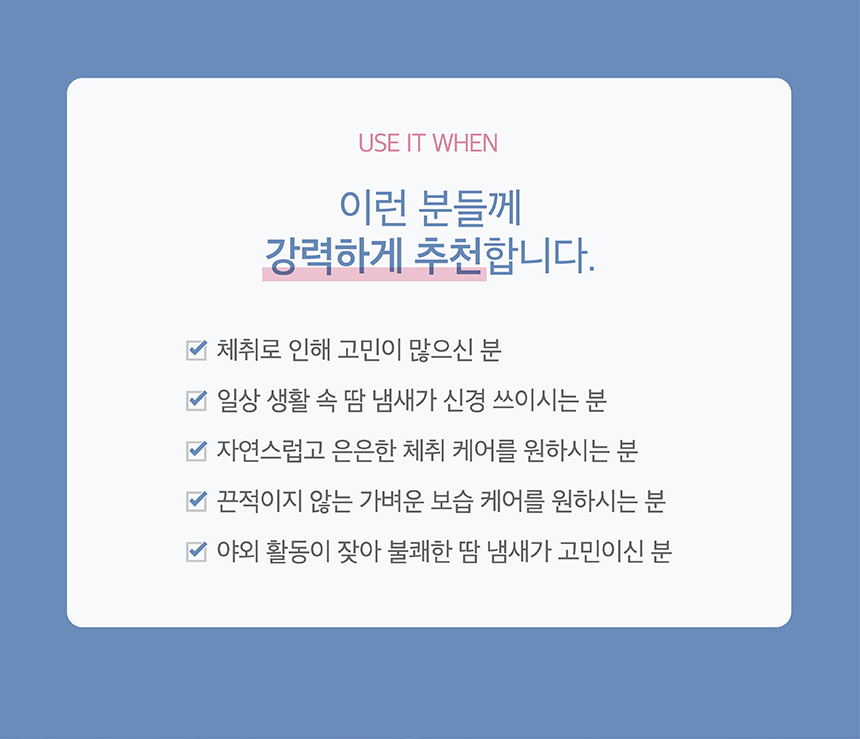 USE IT WHEN
이런 분들께
강력하게 추천합니다.
체취로 인해 고민이 많으신 분
일상 생활 속 땀 냄새가 신경 쓰이시는 분
자연스럽고 은은한 체취 케어를 원하시는 분
끈적이지 않는 가벼운 보습 케어를 원하시는 분
야외 활동이 잦아 불쾌한 땀 냄새가 고민이신 분